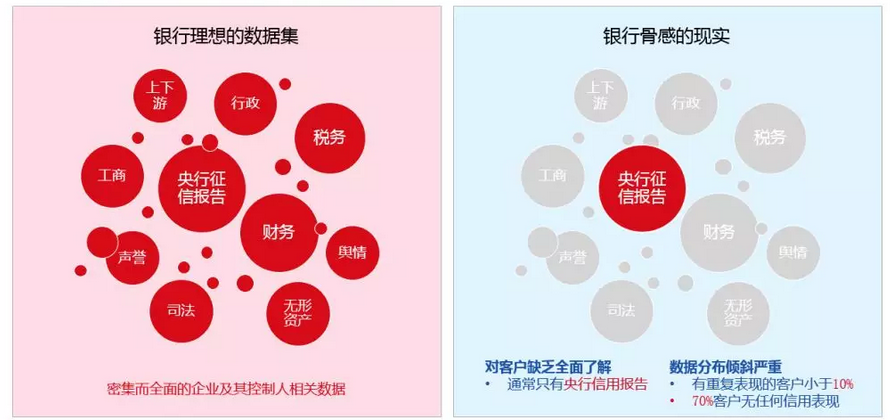 银行理想的数据集
上下
游
行政
税务
工商
央行征
信报告
财务
声誉
舆情
司法
无形
资产
密集而全面的企业及其控制人相关数据
银行骨感的现实
上下
游
行政
税务
工商
央行征
信报告
财务
声誉
舆情
司法
无形
资产
对客户缺乏全面了解
• 通常只有央行信用报告
数据分布倾斜严重
• 有重复表现的客户小于10%
• 70%客户无任何信用表现